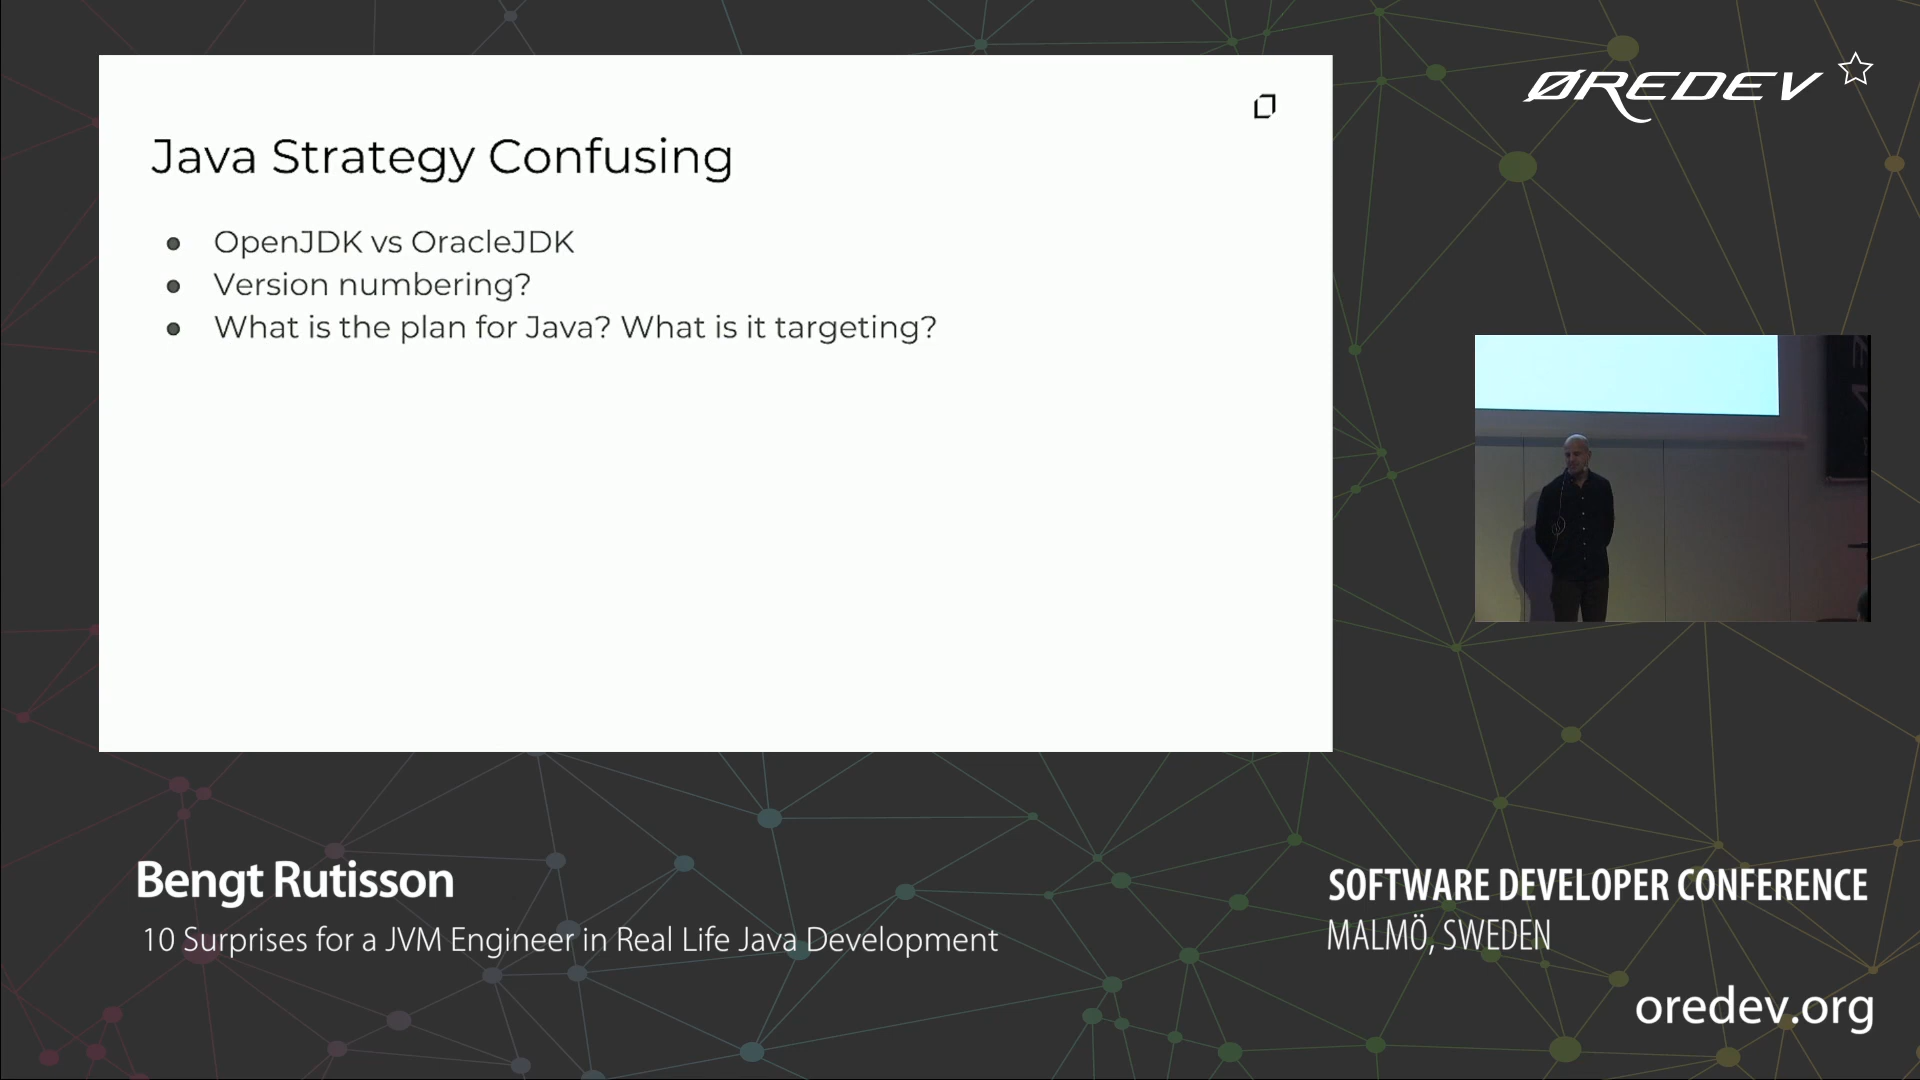 ØREDEV
Java Strategy Confusing
OpenJDK vs OracleJDK
Version numbering?
What is the plan for Java? What is it targeting?
Bengt Rutisson
10 Surprises for a JVM Engineer in Real Life Java Development
SOFTWARE DEVELOPER CONFERENCE
MALMÖ, SWEDEN
oredev.org